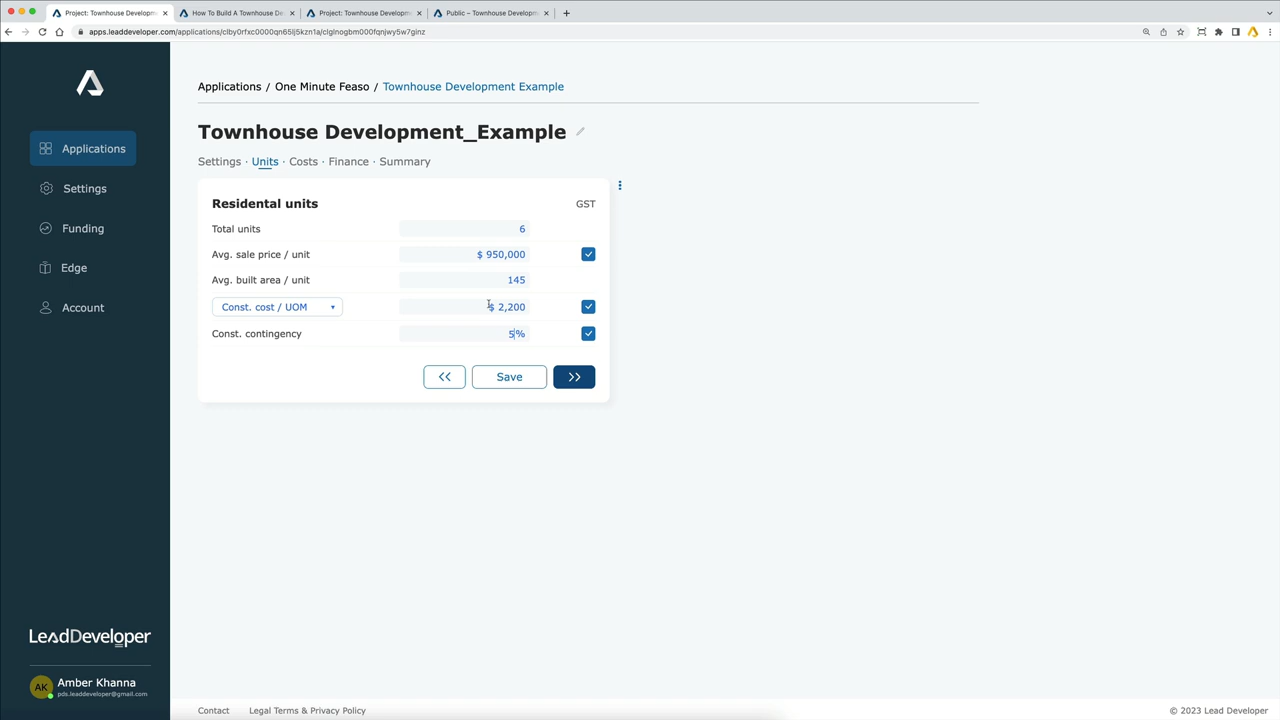 Project: Townhouse Developm
How To Build A Townhouse De
Project: Townhouse Developm
Public – Townhouse Developm
apps.leaddeveloper.com/applications/clby0rfxc0000qn65lj5kzn1a/clglnogbm000fqnjwy5w7ginz
Applications / One Minute Feaso / Townhouse Development Example
Townhouse Development_Example
Settings · Units · Costs · Finance · Summary
Applications
Settings
Funding
Edge
Account
Residental units GST
Total units 6
Avg. sale price / unit $ 950,000
Avg. built area / unit 145
Const. cost / UOM $ 2,200
Const. contingency 5%
<< Save >>
LeadDeveloper
AK
Amber Khanna
pds.leaddeveloper@gmail.com
Contact Legal Terms & Privacy Policy © 2023 Lead Developer